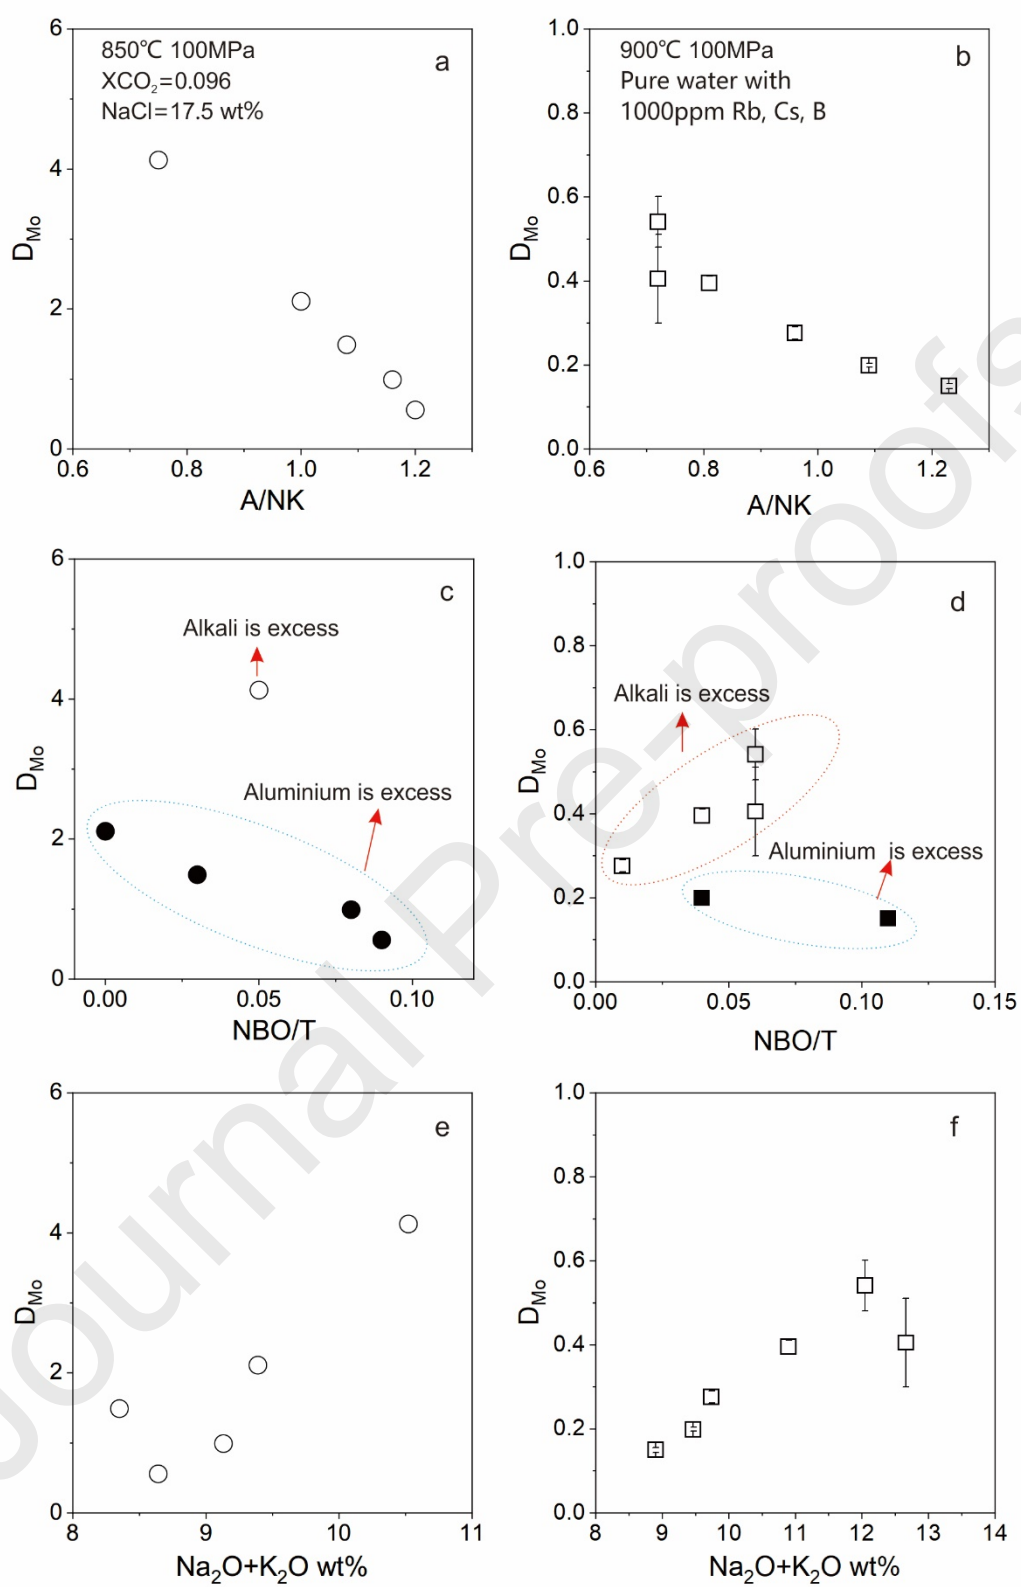 850℃ 100MPa
XCO₂=0.096
NaCl=17.5 wt%
a
6
4
2
0
D_Mo
0.6 0.8 1.0 1.2
A/NK
900℃ 100MPa
Pure water with
1000ppm Rb, Cs, B
b
1.0
0.8
0.6
0.4
0.2
0.0
D_Mo
0.6 0.8 1.0 1.2
A/NK
c
Alkali is excess
Aluminium is excess
6
4
2
0
D_Mo
0.00 0.05 0.10
NBO/T
d
Alkali is excess
Aluminium is excess
1.0
0.8
0.6
0.4
0.2
0.0
D_Mo
0.00 0.05 0.10 0.15
NBO/T
e
6
4
2
0
D_Mo
8 9 10 11
Na₂O+K₂O wt%
f
1.0
0.8
0.6
0.4
0.2
0.0
D_Mo
8 9 10 11 12 13 14
Na₂O+K₂O wt%
Journal Pre-proofs